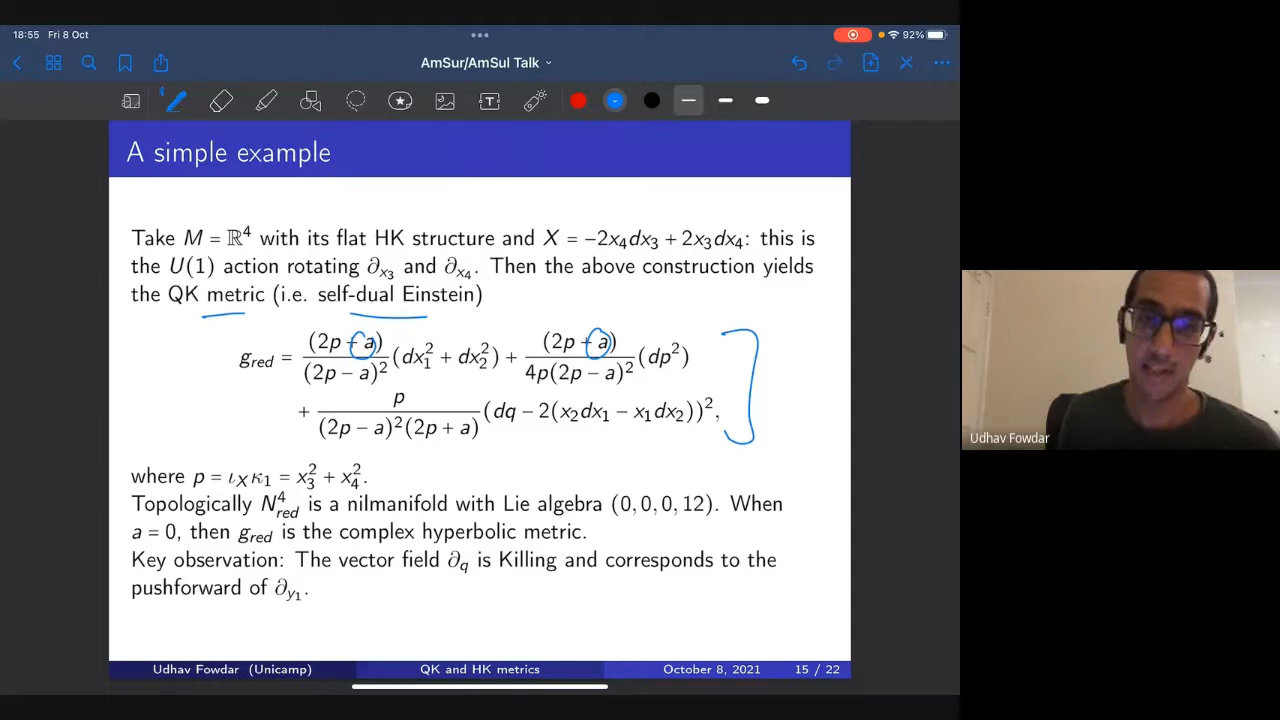 18:55 Fri 8 Oct
92%
AmSur/AmSul Talk
A simple example
Take M = ℝ⁴ with its flat HK structure and X = −2x₄dx₃ + 2x₃dx₄: this is
the U(1) action rotating ∂x₃ and ∂x₄. Then the above construction yields
the QK metric (i.e. self-dual Einstein)
g_red = (2p + a)/(2p − a)² (dx₁² + dx₂²) + (2p + a)/4p(2p − a)² (dp²)
+ p/(2p − a)²(2p + a) (dq − 2(x₂dx₁ − x₁dx₂))²,
where p = ι_Xκ₁ = x₃² + x₄².
Topologically N⁴_red is a nilmanifold with Lie algebra (0, 0, 0, 12). When
a = 0, then g_red is the complex hyperbolic metric.
Key observation: The vector field ∂q is Killing and corresponds to the
pushforward of ∂y₁.
Udhav Fowdar (Unicamp) QK and HK metrics October 8, 2021 15 / 22
Udhav Fowdar